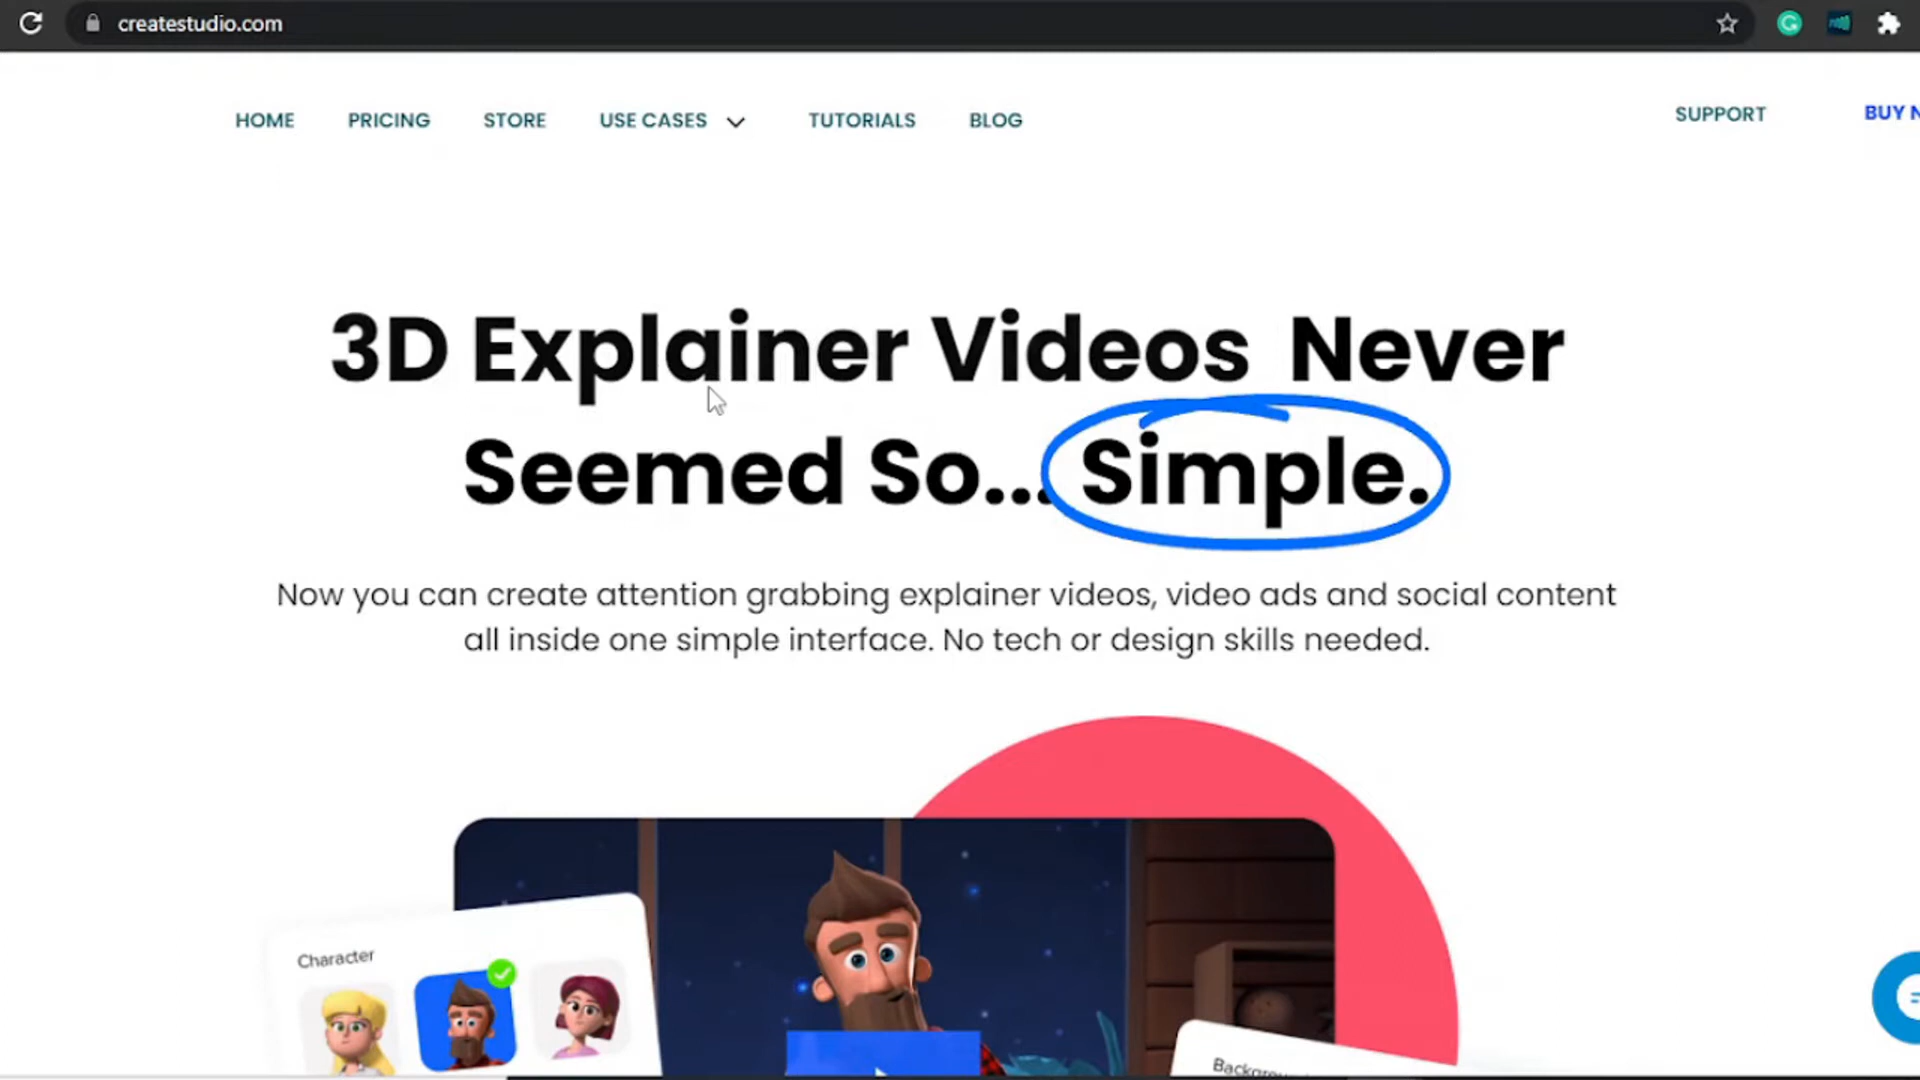 createstudio.com
HOME PRICING STORE USE CASES TUTORIALS BLOG SUPPORT BUY
3D Explainer Videos Never
Seemed So... Simple.
Now you can create attention grabbing explainer videos, video ads and social content
all inside one simple interface. No tech or design skills needed.
Character